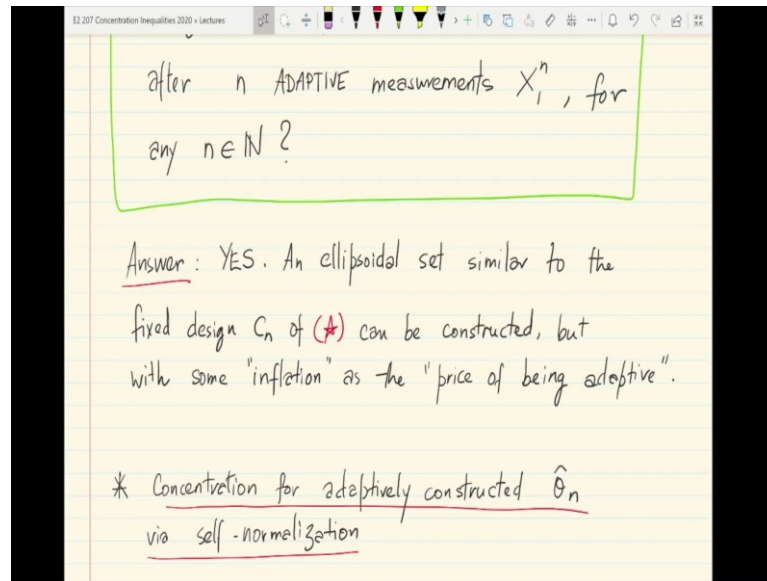 E2 207 Concentration Inequalities 2020 » Lectures
after n ADAPTIVE measurements X₁ⁿ, for
any n ∈ ℕ ?
Answer : YES. An ellipsoidal set similar to the
fixed design Cₙ of (☆) can be constructed, but
with some "inflation" as the "price of being adaptive".
* Concentration for adaptively constructed θ̂ₙ
via self-normalization